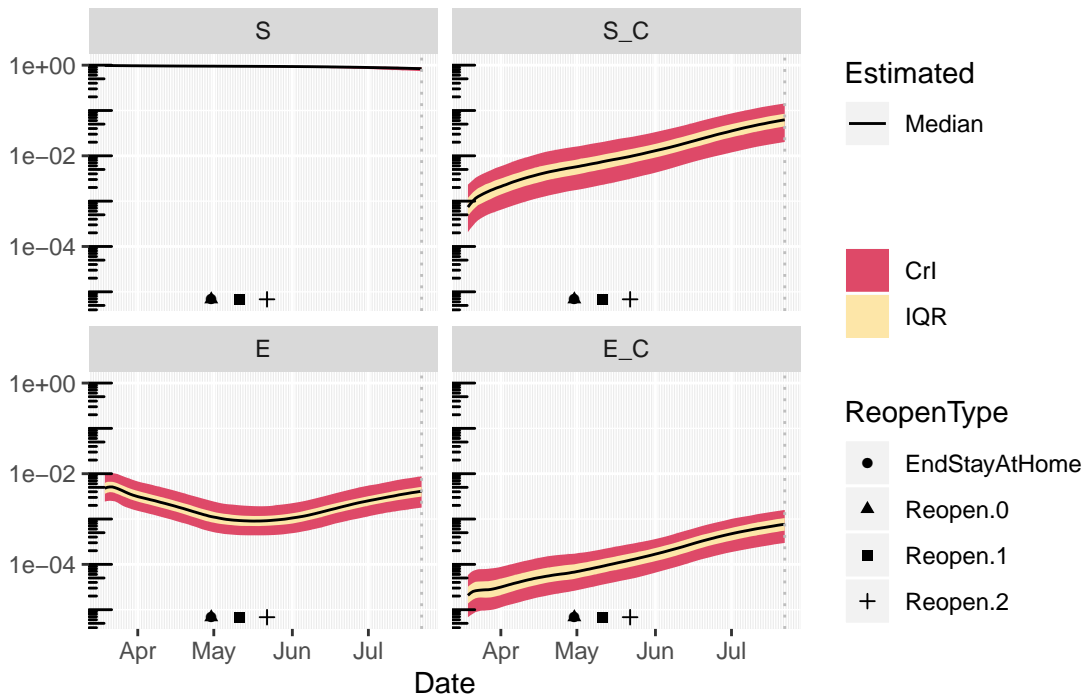 S
S_C
1e+00
1e−02
1e−04
E
E_C
1e+00
1e−02
1e−04
Apr
May
Jun
Jul
Apr
May
Jun
Jul
Date
Estimated
Median
CrI
IQR
ReopenType
EndStayAtHome
Reopen.0
Reopen.1
Reopen.2